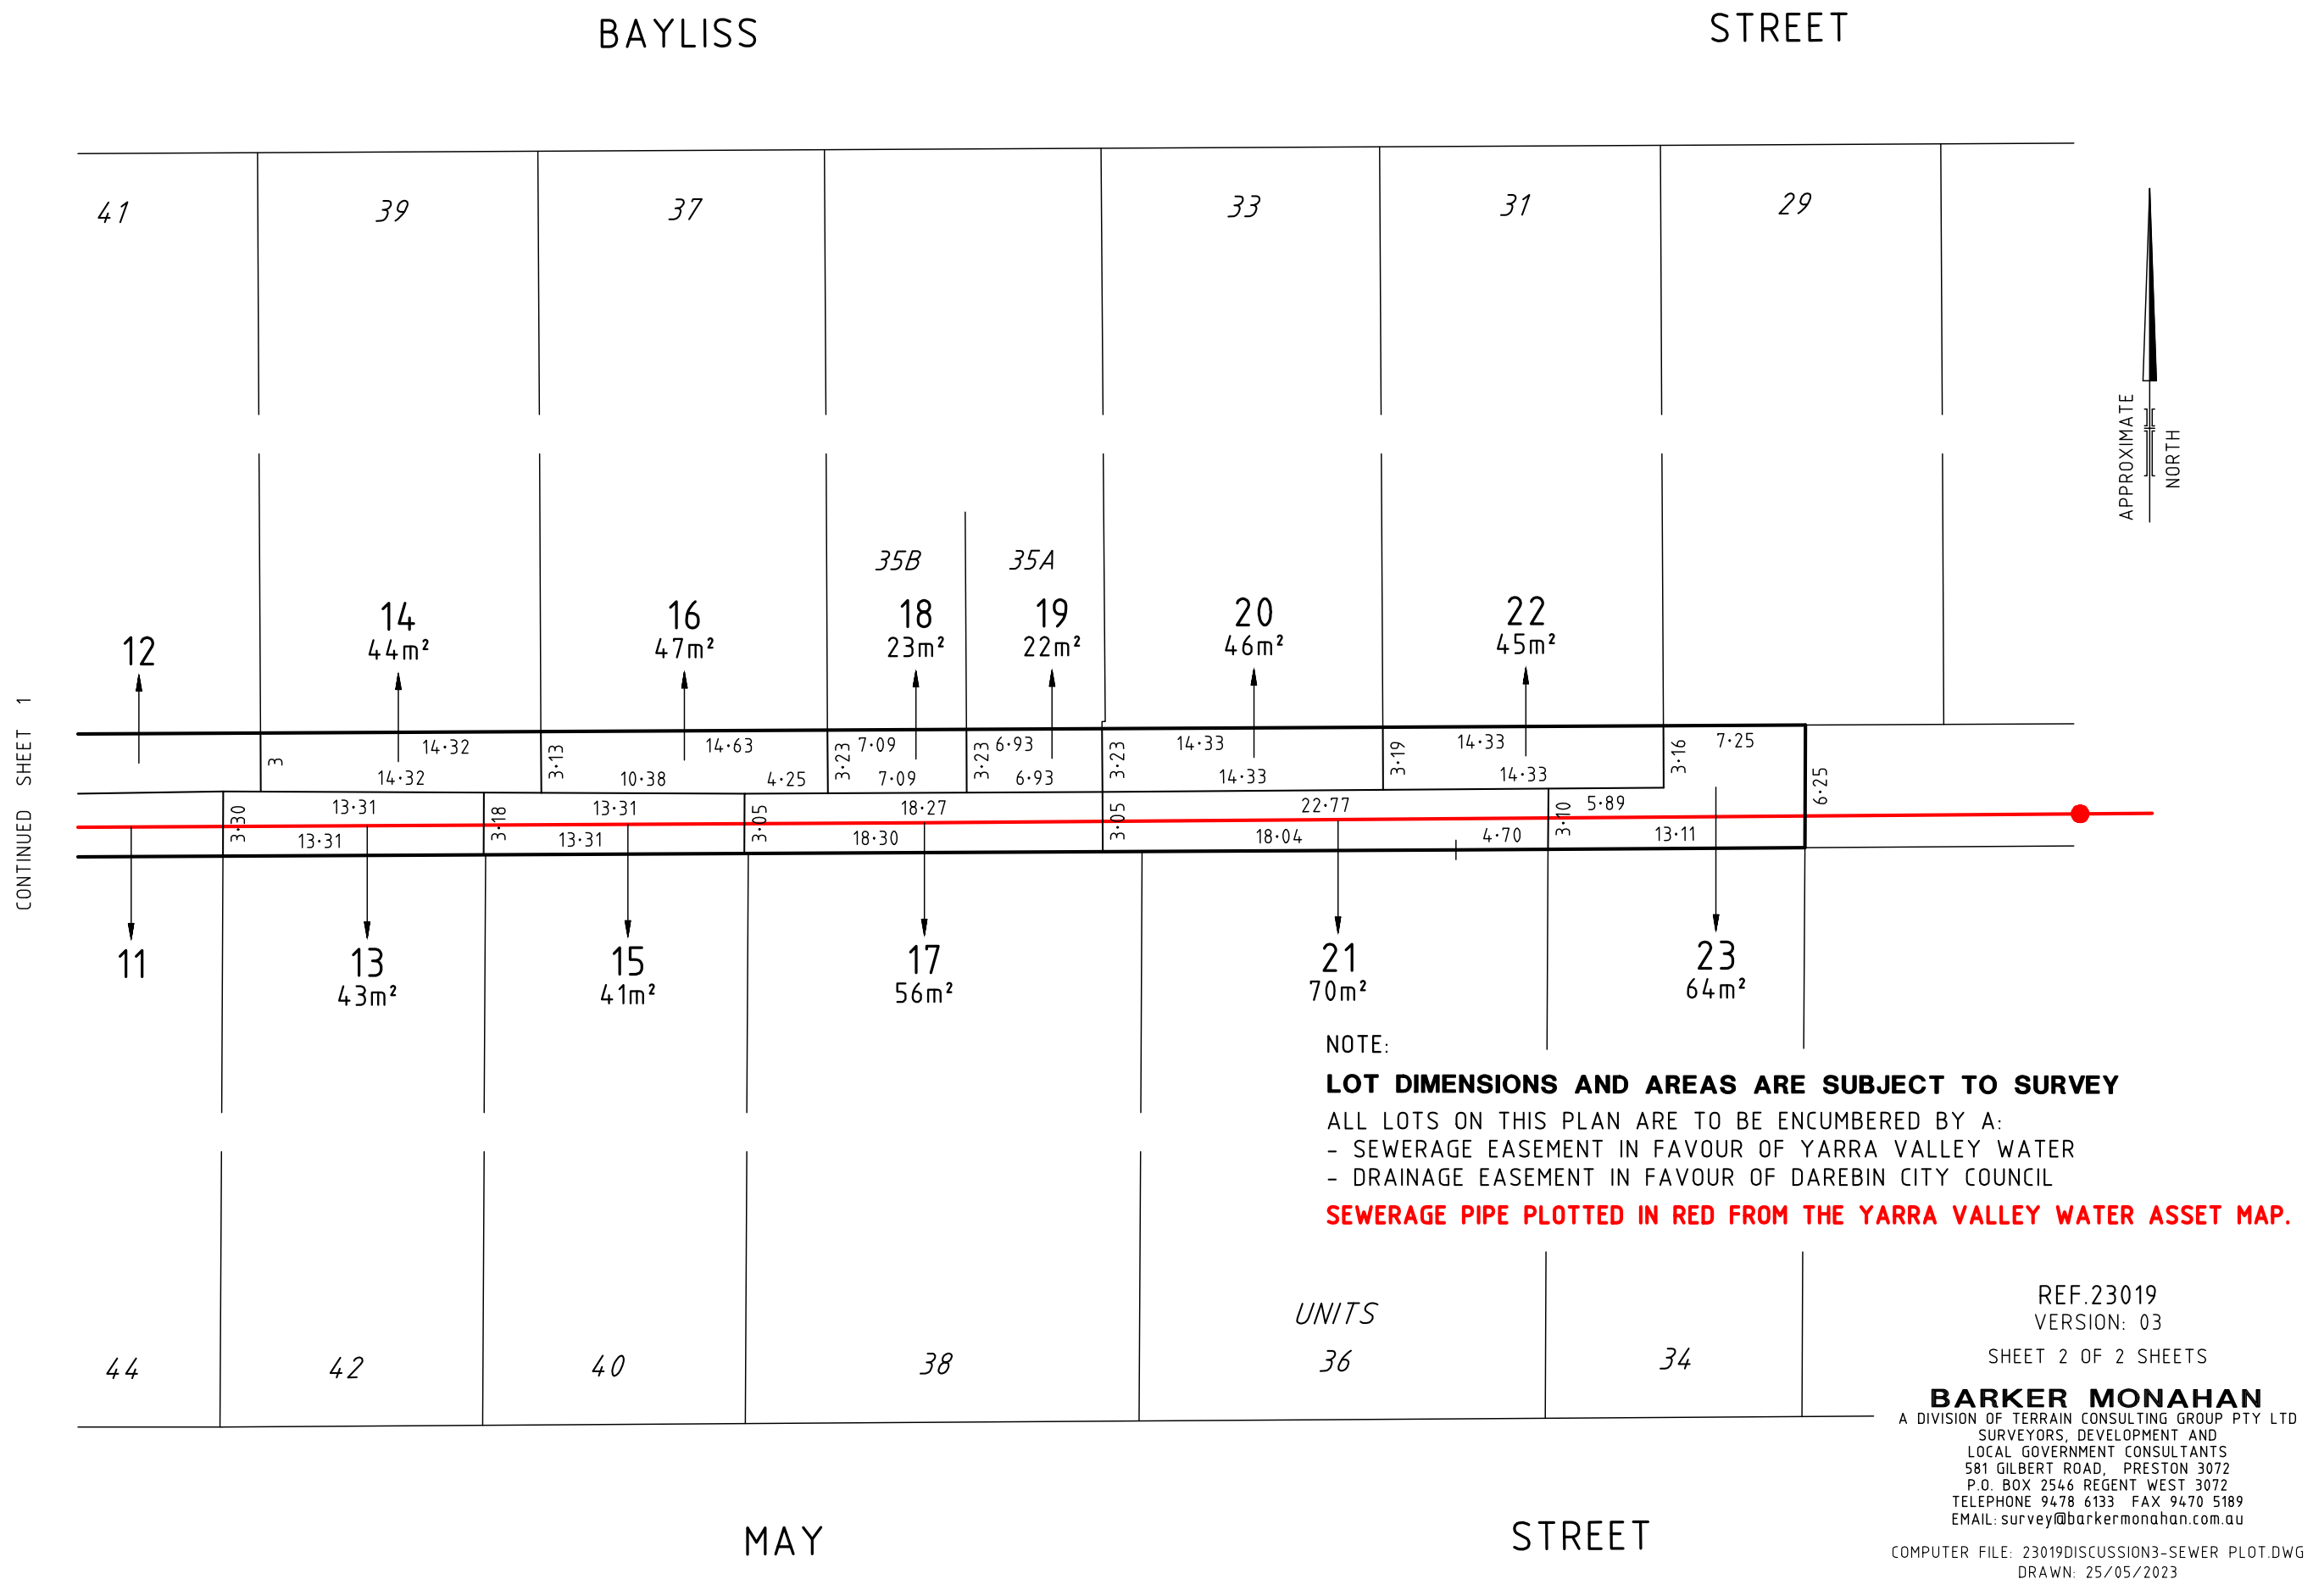 BAYLISS STREET
41 39 37 33 31 29
APPROXIMATE
NORTH
35B 35A
12 14 16 18 19 20 22
44m² 47m² 23m² 22m² 46m² 45m²
CONTINUED SHEET 1
14·32 14·63 7·09 6·93 14·33 14·33 7·25
3 3·13 3·23 3·23 3·23 3·19 3·16
14·32 10·38 4·25 7·09 6·93 14·33 14·33
6·25
13·31 13·31 18·27 22·77 5·89
3·30 3·18 3·05 3·05 3·10
13·31 13·31 18·30 18·04 4·70 13·11
11 13 15 17 21 23
43m² 41m² 56m² 70m² 64m²
NOTE:
LOT DIMENSIONS AND AREAS ARE SUBJECT TO SURVEY
ALL LOTS ON THIS PLAN ARE TO BE ENCUMBERED BY A:
- SEWERAGE EASEMENT IN FAVOUR OF YARRA VALLEY WATER
- DRAINAGE EASEMENT IN FAVOUR OF DAREBIN CITY COUNCIL
SEWERAGE PIPE PLOTTED IN RED FROM THE YARRA VALLEY WATER ASSET MAP.
UNITS
44 42 40 38 36 34
REF.23019
VERSION: 03
SHEET 2 OF 2 SHEETS
BARKER MONAHAN
A DIVISION OF TERRAIN CONSULTING GROUP PTY LTD
SURVEYORS, DEVELOPMENT AND
LOCAL GOVERNMENT CONSULTANTS
581 GILBERT ROAD, PRESTON 3072
P.O. BOX 2546 REGENT WEST 3072
TELEPHONE 9478 6133 FAX 9470 5189
EMAIL: survey@barkermonahan.com.au
MAY STREET
COMPUTER FILE: 23019DISCUSSION3-SEWER PLOT.DWG
DRAWN: 25/05/2023